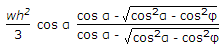 wh²/3 cos α (cos α - √(cos²α - cos²φ))/(cos α - √(cos²α - cos²φ))